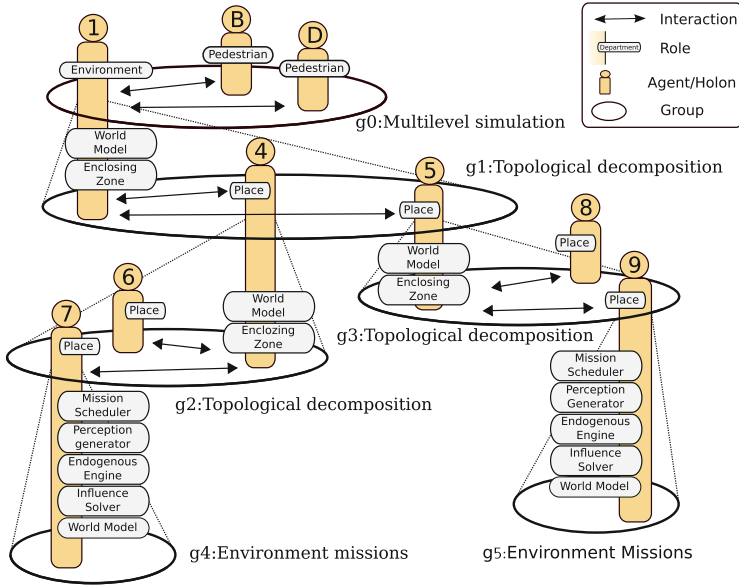 1
B
D
Environment
Pedestrian
Pedestrian
Interaction
Department
Role
Agent/Holon
Group
g0:Multilevel simulation
World
Model
Enclosing
Zone
4
Place
5
Place
g1:Topological decomposition
8
Place
World
Model
Enclosing
Zone
9
Place
6
Place
7
Place
World
Model
Enclozing
Zone
g3:Topological decomposition
g2:Topological decomposition
Mission
Scheduler
Perception
generator
Endogenous
Engine
Influence
Solver
World Model
Mission
Scheduler
Perception
Generator
Endogenous
Engine
Influence
Solver
World Model
g4:Environment missions
g5:Environment Missions